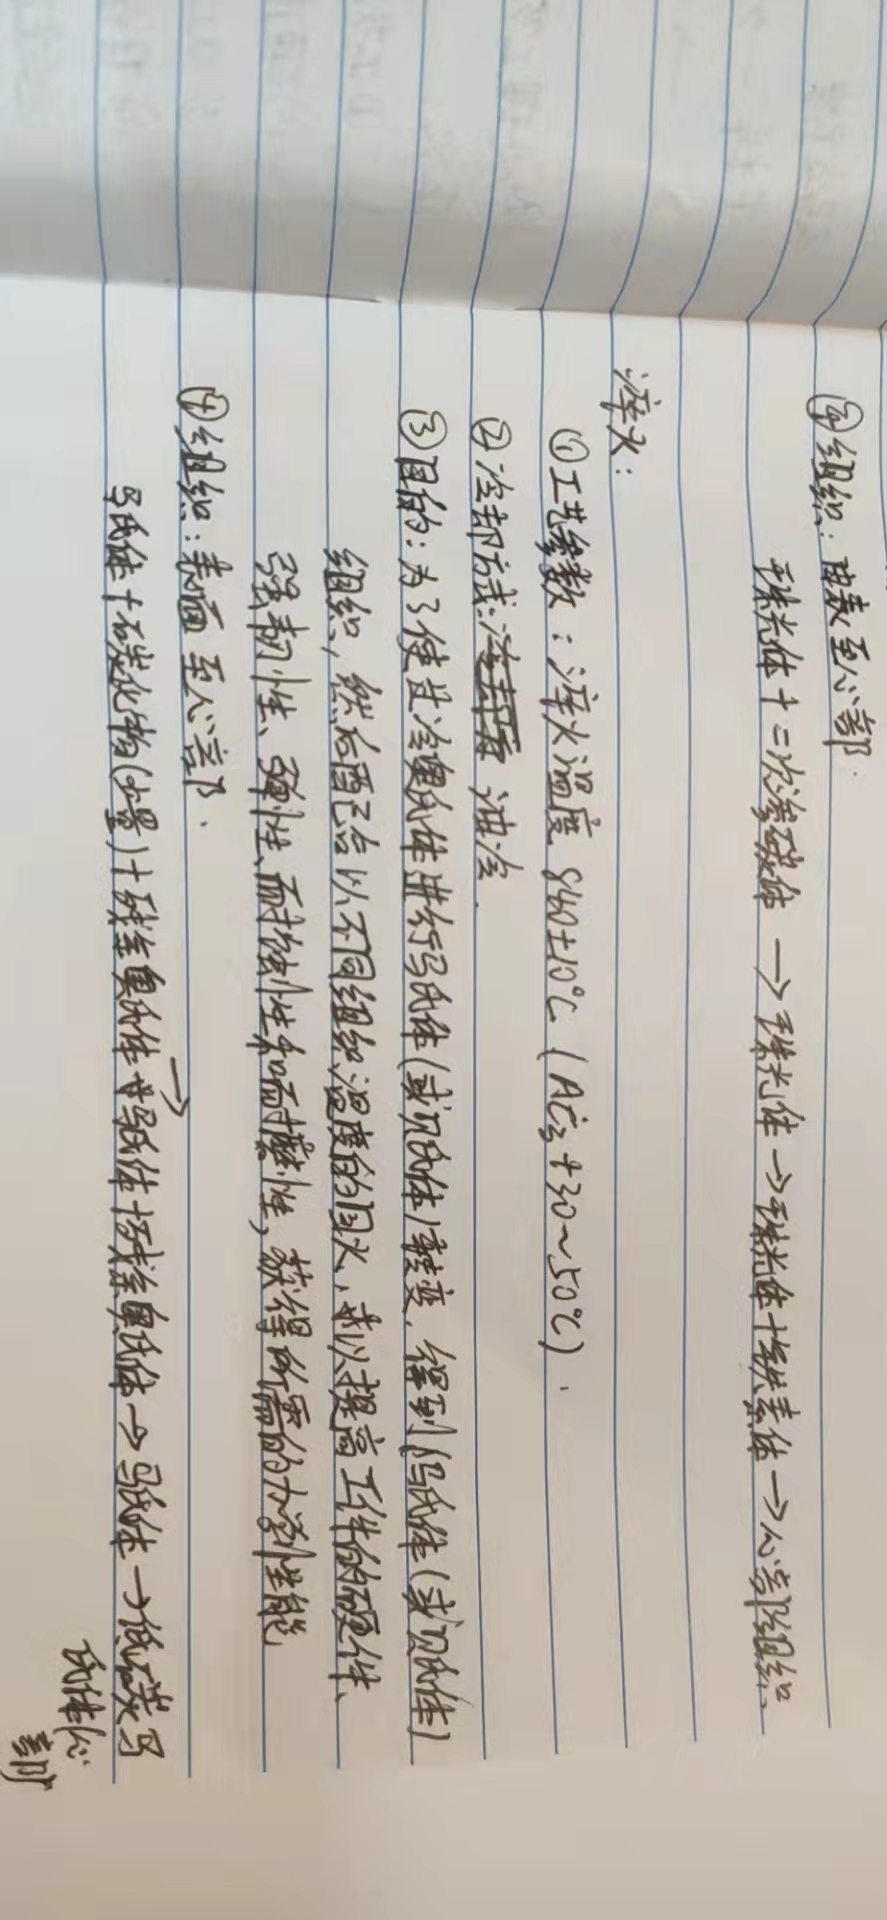 ④组织：由表至心部.
珠光体+二次渗碳体→珠光体→珠光体+铁素体→心部组织
淬火：
①工艺参数：淬火温度 840±10℃ (AC₃+30~50℃).
②冷却方式：油冷.
③目的：为了使过冷奥氏体进行马氏体(或贝氏体)转变，得到马氏体(或贝氏体)
组织，然后配合以不同组织温度的回火，来以提高工件的硬件、
强韧性、弹性、耐蚀性和耐磨性，获得所需的力学性能
④组织：表面至心部.
马氏体+碳化物(少量)+残余奥氏体→马氏体+残余奥氏体→马氏体→低碳马
氏体心
部